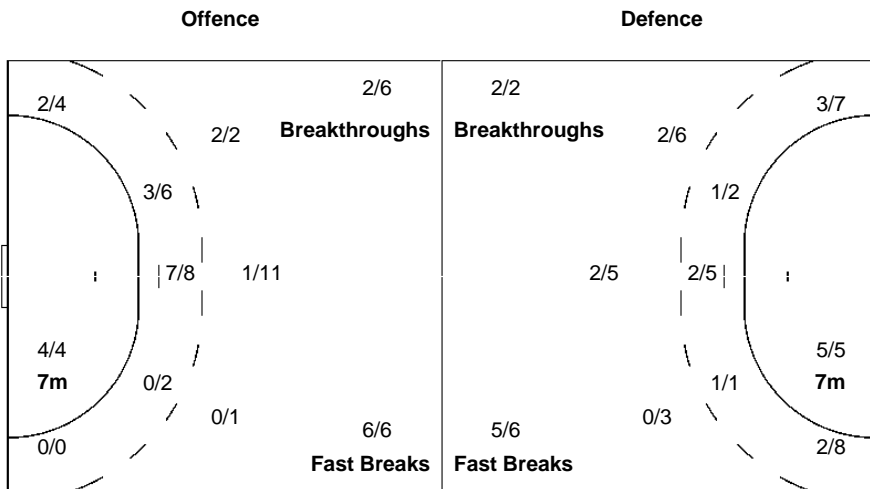 Offence Defence
2/6 2/2
2/4 3/7
2/2 Breakthroughs Breakthroughs 2/6
3/6 1/2
7/8 1/11 2/5 2/5
4/4 5/5
7m 0/2 1/1 7m
0/1 6/6 5/6 0/3
0/0 2/8
Fast Breaks Fast Breaks